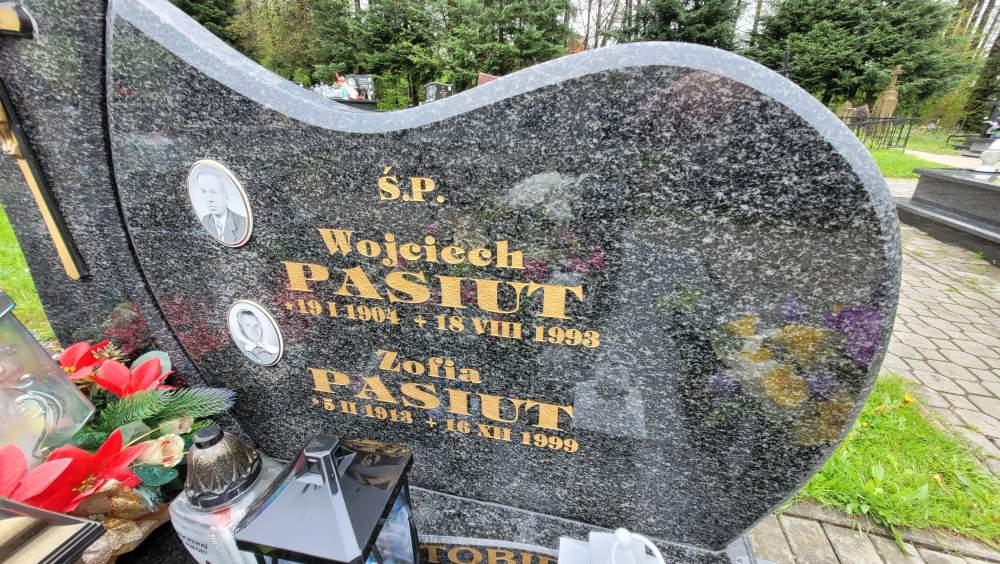 Ś.P.
Wojciech
PASIUT
* 19 I 1904 + 18 VIII 1993
Zofia
PASIUT
* 5 II 1913 + 16 XII 1999